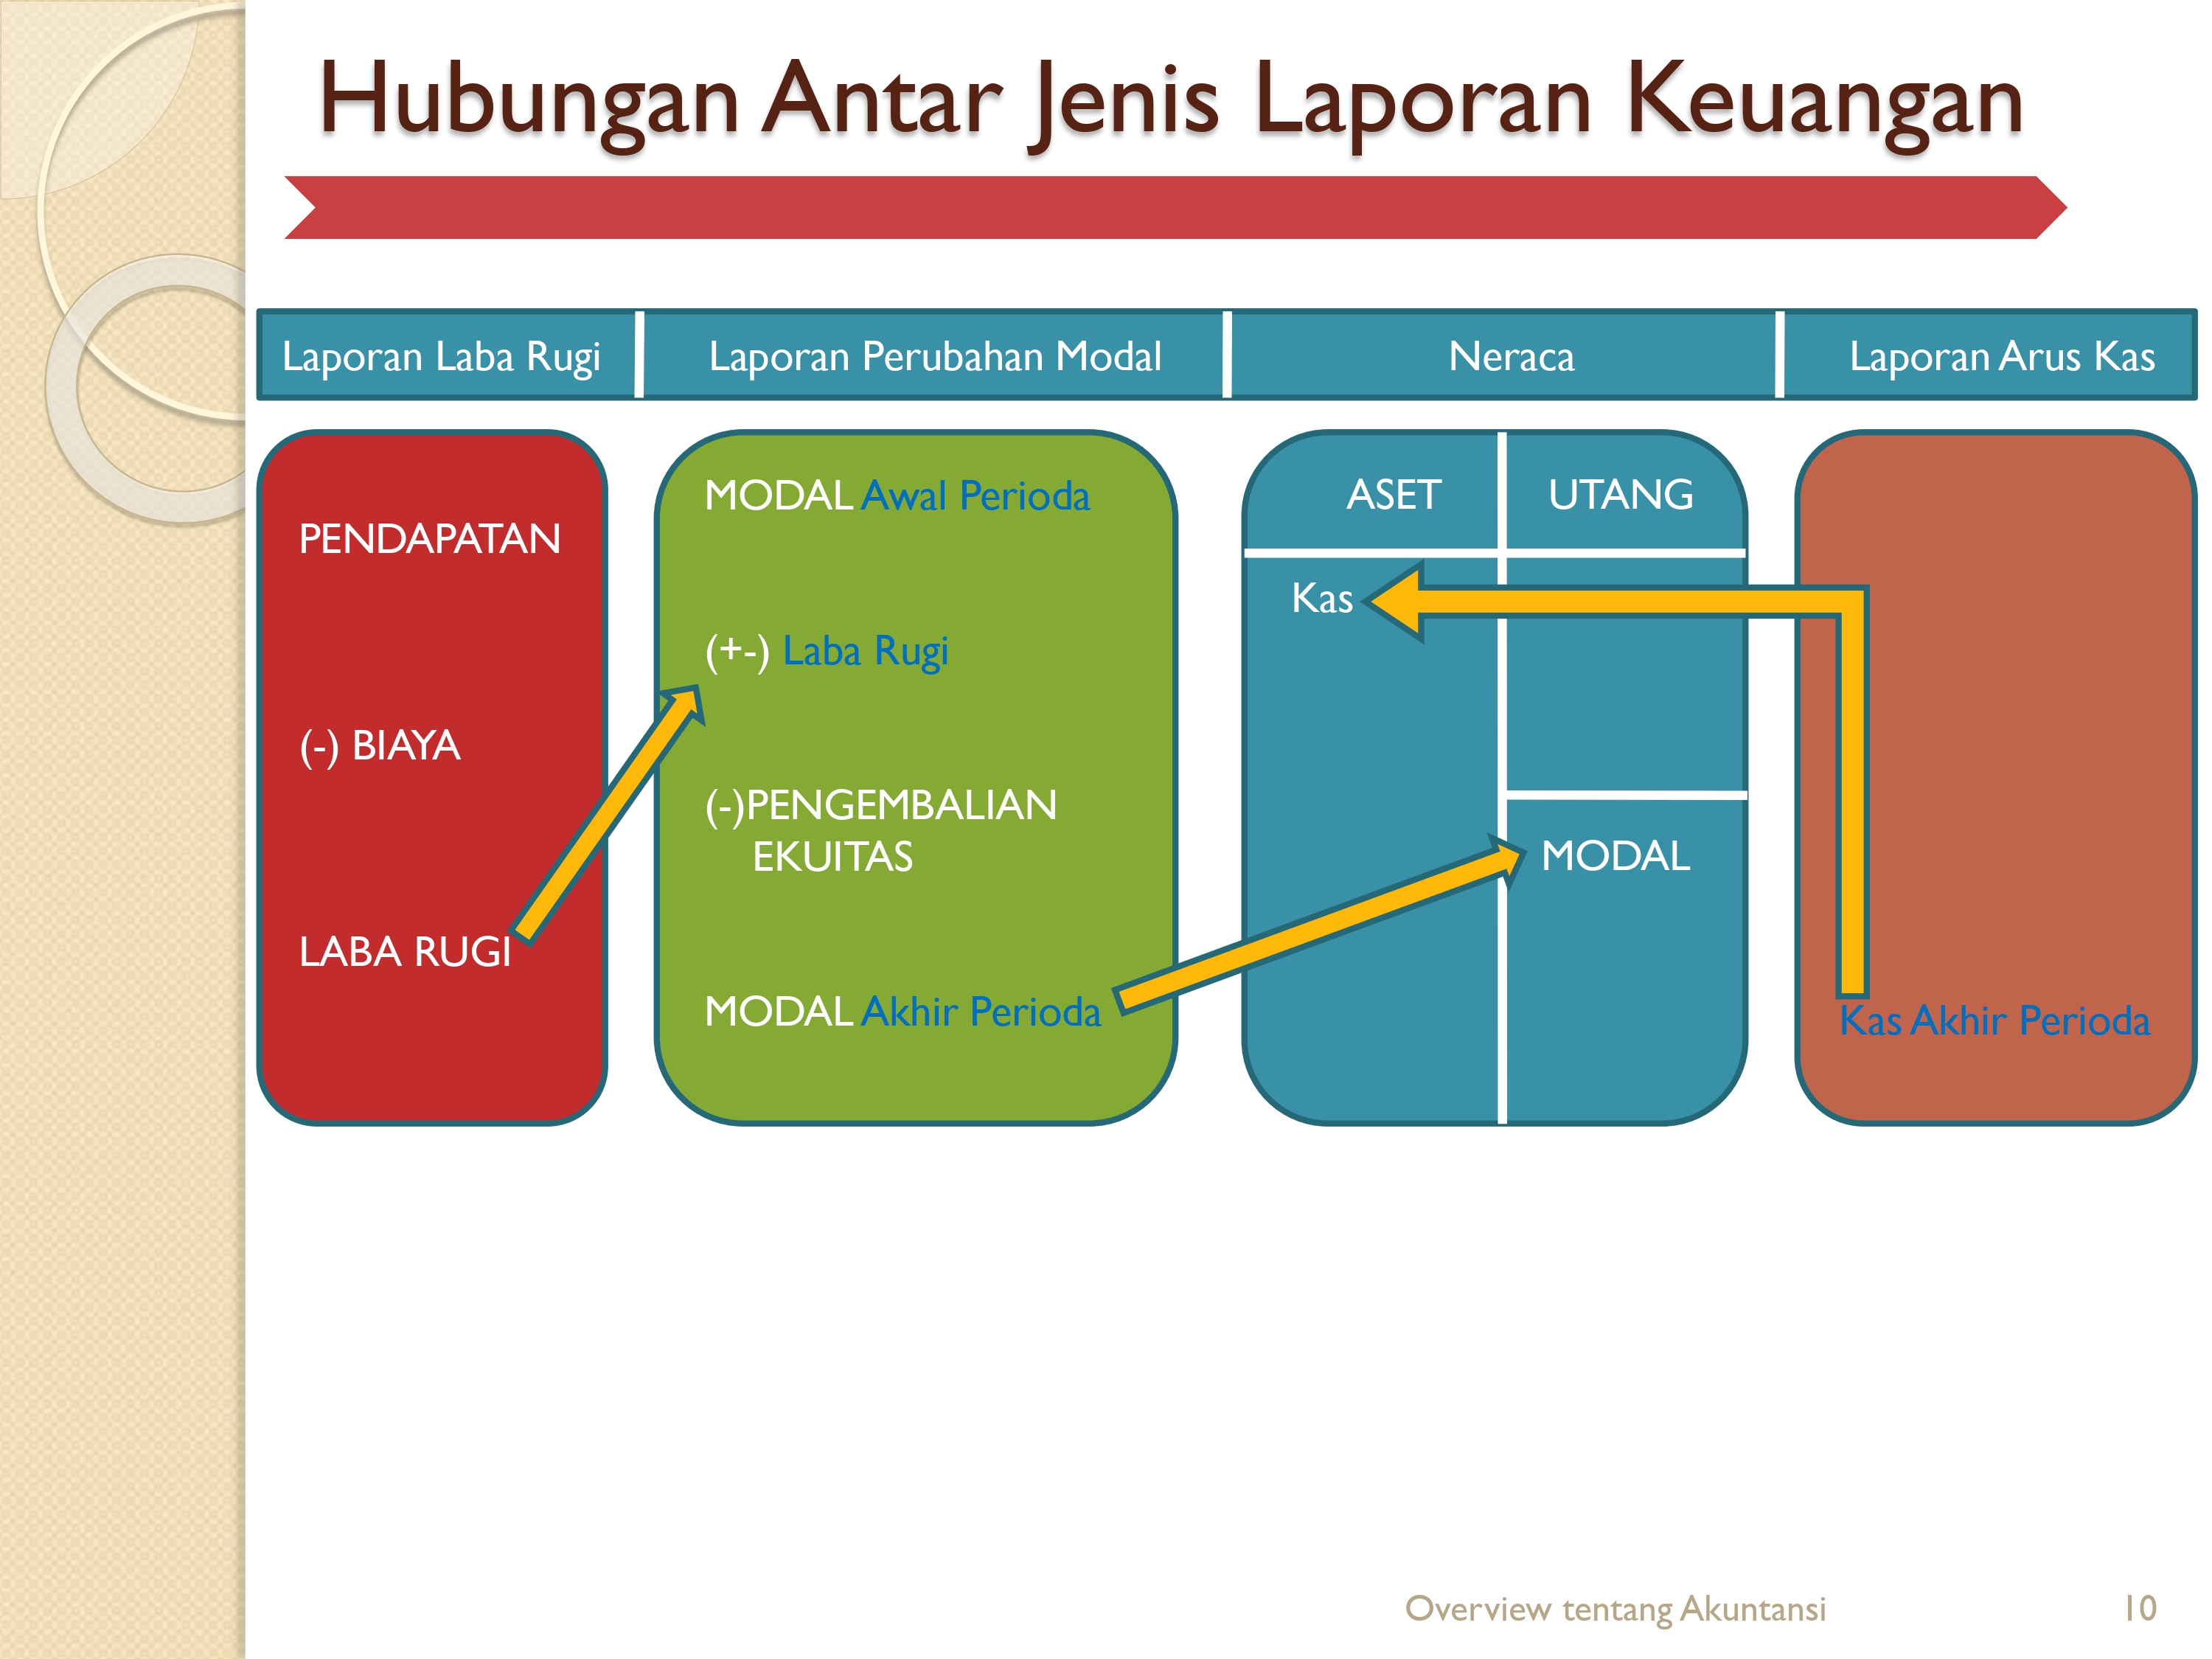 Hubungan Antar Jenis Laporan Keuangan
Laporan Laba Rugi
Laporan Perubahan Modal
Neraca
Laporan Arus Kas
PENDAPATAN
(-) BIAYA
LABA RUGI
MODAL Awal Perioda
(+-) Laba Rugi
(-)PENGEMBALIAN
EKUITAS
MODAL Akhir Perioda
ASET
UTANG
Kas
MODAL
Kas Akhir Perioda
Overview tentang Akuntansi
10